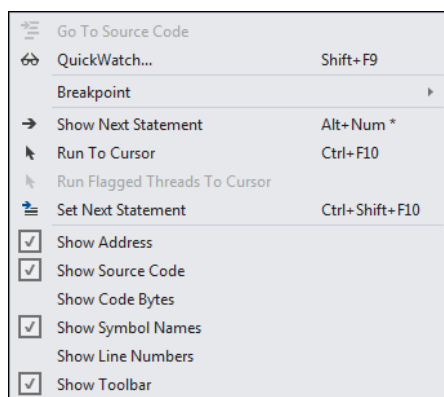 Go To Source Code
QuickWatch... Shift+F9
Breakpoint
Show Next Statement Alt+Num *
Run To Cursor Ctrl+F10
Run Flagged Threads To Cursor
Set Next Statement Ctrl+Shift+F10
Show Address
Show Source Code
Show Code Bytes
Show Symbol Names
Show Line Numbers
Show Toolbar